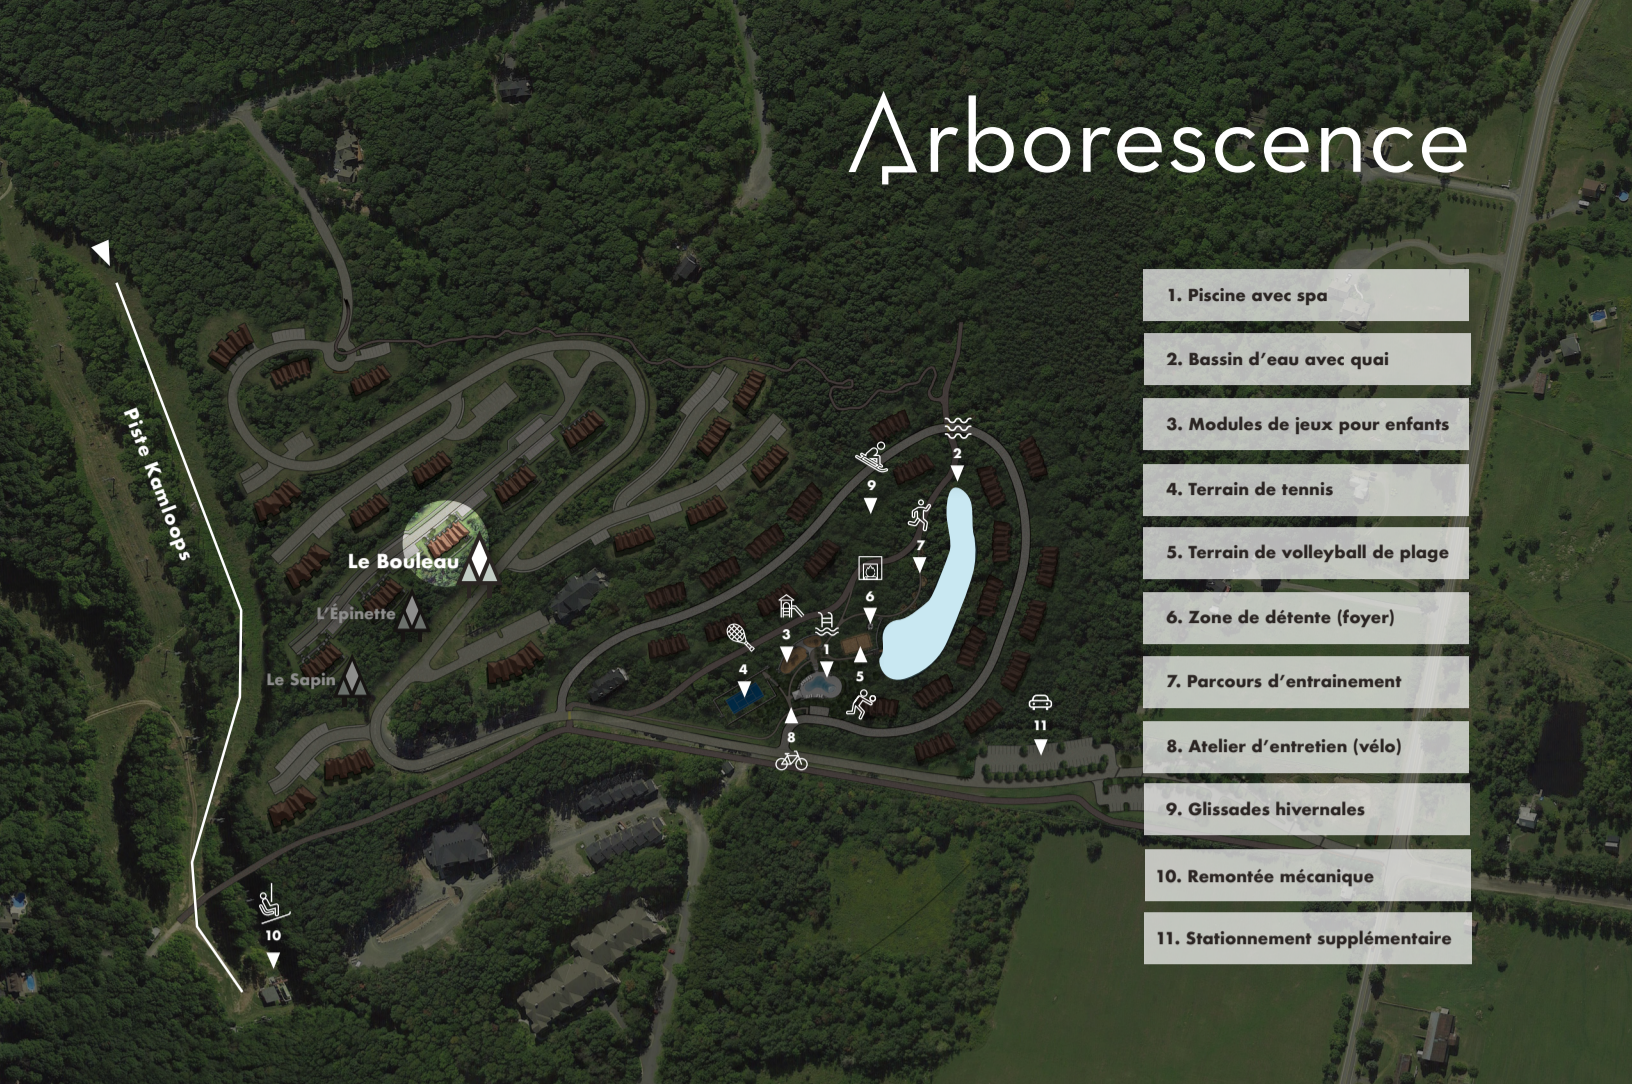 Arborescence
1. Piscine avec spa
2. Bassin d'eau avec quai
3. Modules de jeux pour enfants
4. Terrain de tennis
5. Terrain de volleyball de plage
6. Zone de détente (foyer)
7. Parcours d'entrainement
8. Atelier d'entretien (vélo)
9. Glissades hivernales
10. Remontée mécanique
11. Stationnement supplémentaire
Piste Kamloops
Le Bouleau
L'Épinette
Le Sapin
2
9
7
6
3
1
4
5
8
11
10